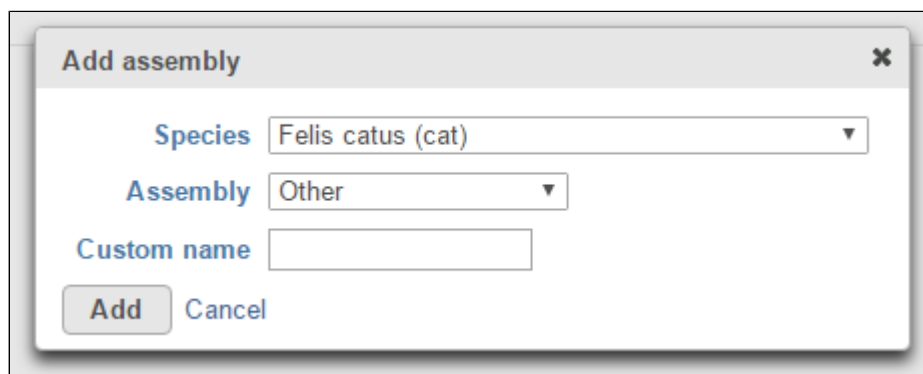 Add assembly
Species Felis catus (cat)
Assembly Other
Custom name
Add Cancel